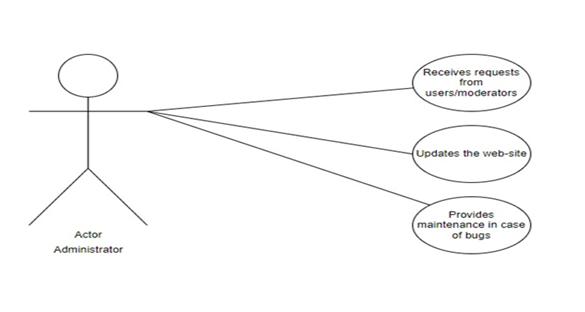 Receives requests
from
users/moderators
Updates the web-site
Provides
maintenance in case
of bugs
Actor
Administrator